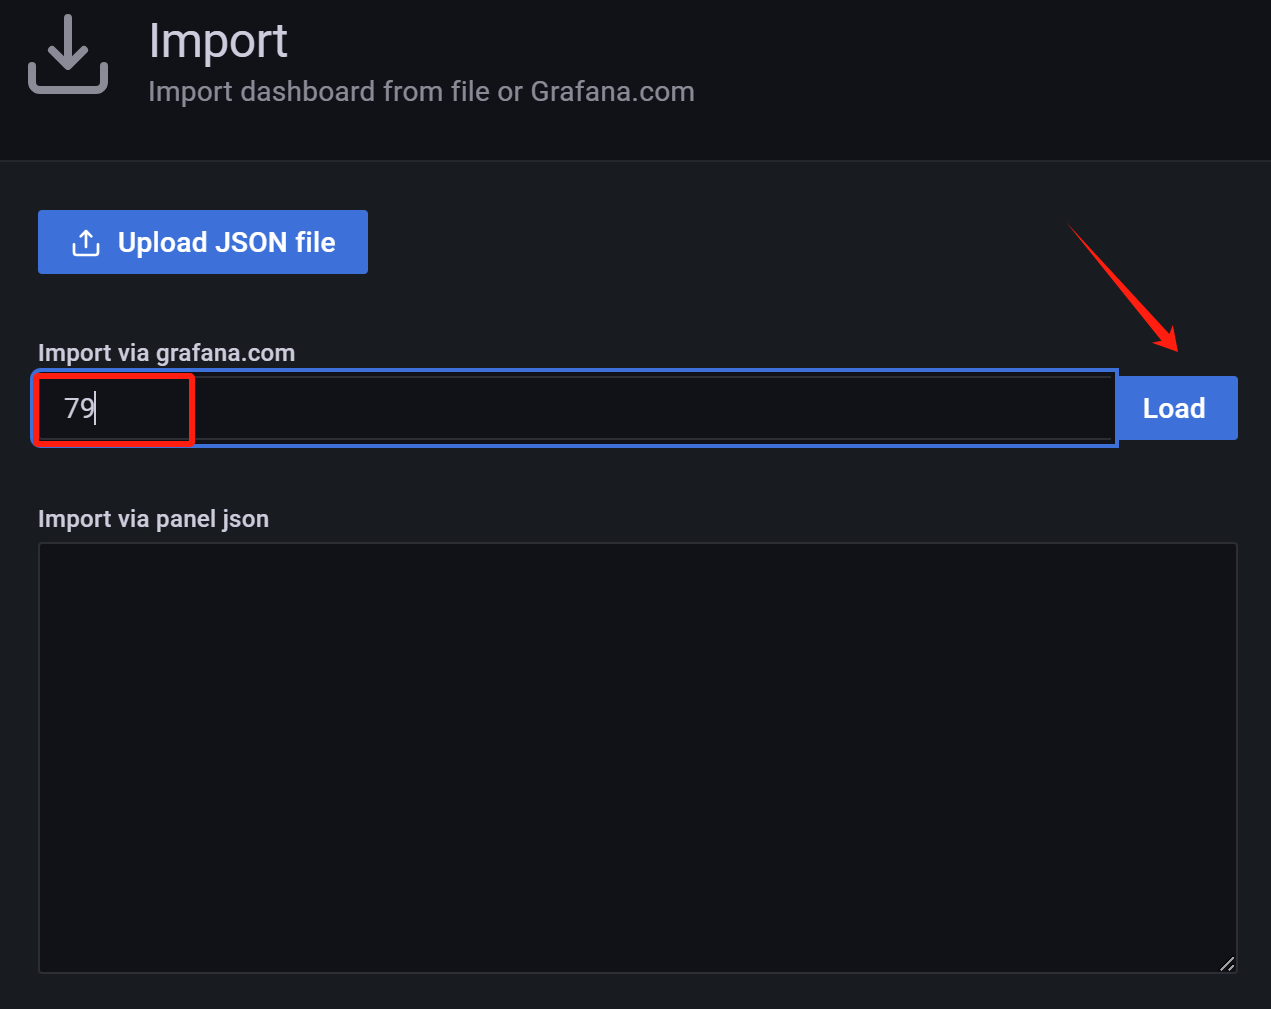 Import
Import dashboard from file or Grafana.com
Upload JSON file
Import via grafana.com
79
Load
Import via panel json